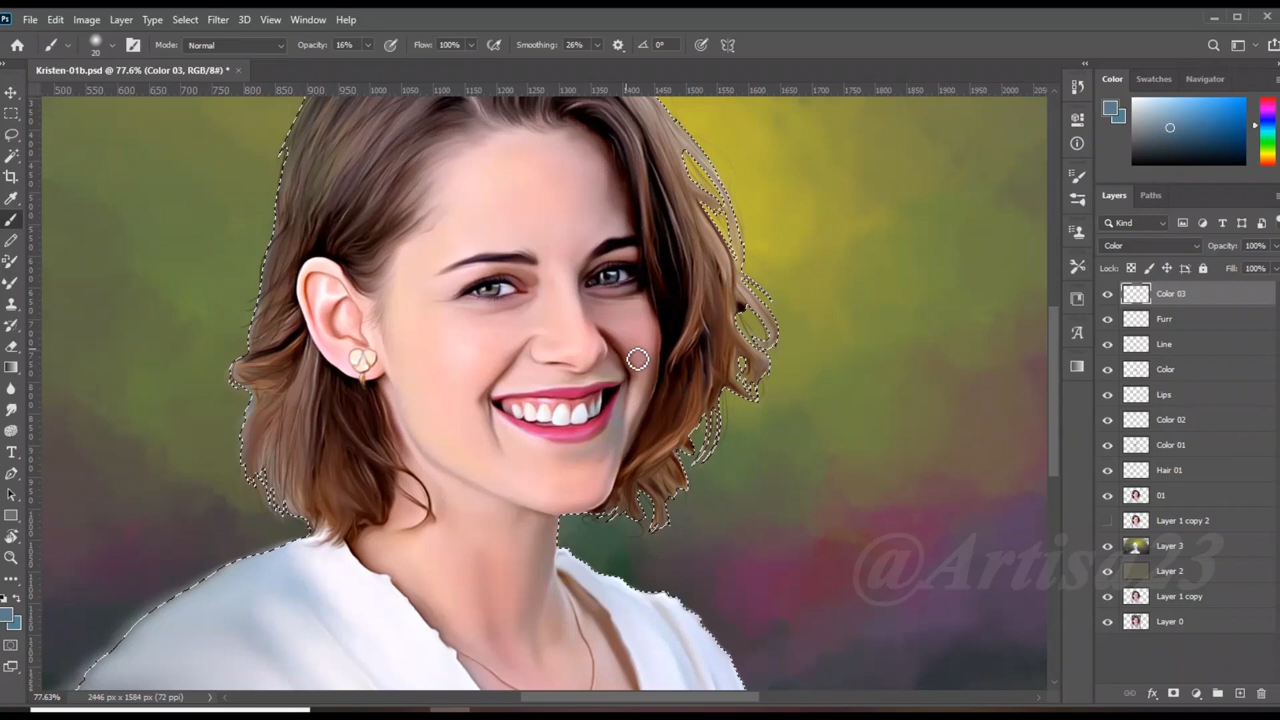 File Edit Image Layer Type Select Filter 3D View Window Help
20 Mode: Normal Opacity: 16% Flow: 100% Smoothing: 26% 0°
Kristen-01b.psd @ 77.6% (Color 03, RGB/8#) *
500 550 600 650 700 750 800 850 900 950 1000 1050 1100 1150 1200 1250 1300 1350 1400 1450 1500 1550 1600 1650 1700 1750 1800 1850 1900 1950 2000
Color Swatches Navigator
Layers Paths
Kind
Color Opacity: 100%
Lock: Fill: 100%
Color 03
Furr
Line
Color
Lips
Color 02
Color 01
Hair 01
01
Layer 1 copy 2
Layer 3
Layer 2
Layer 1 copy
Layer 0
77.63% 2446 px x 1584 px (72 ppi)